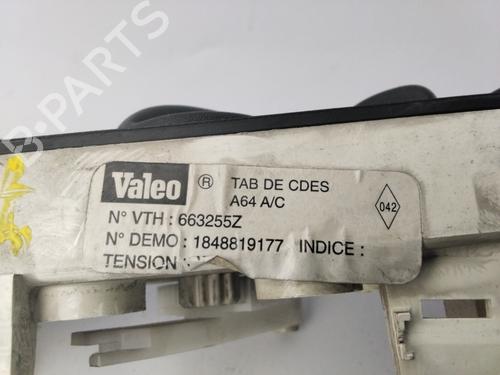 Valeo ® TAB DE CDES
A64 A/C
042
N° VTH : 663255Z
N° DEMO : 1848819177 INDICE :
TENSION :
B-PARTS